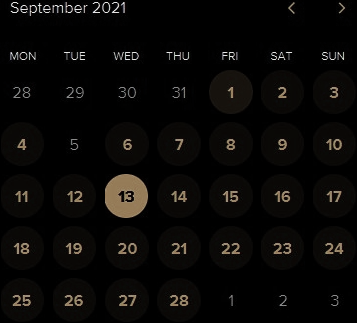 September 2021
MON TUE WED THU FRI SAT SUN
28 29 30 31 1 2 3
4 5 6 7 8 9 10
11 12 13 14 15 16 17
18 19 20 21 22 23 24
25 26 27 28 1 2 3